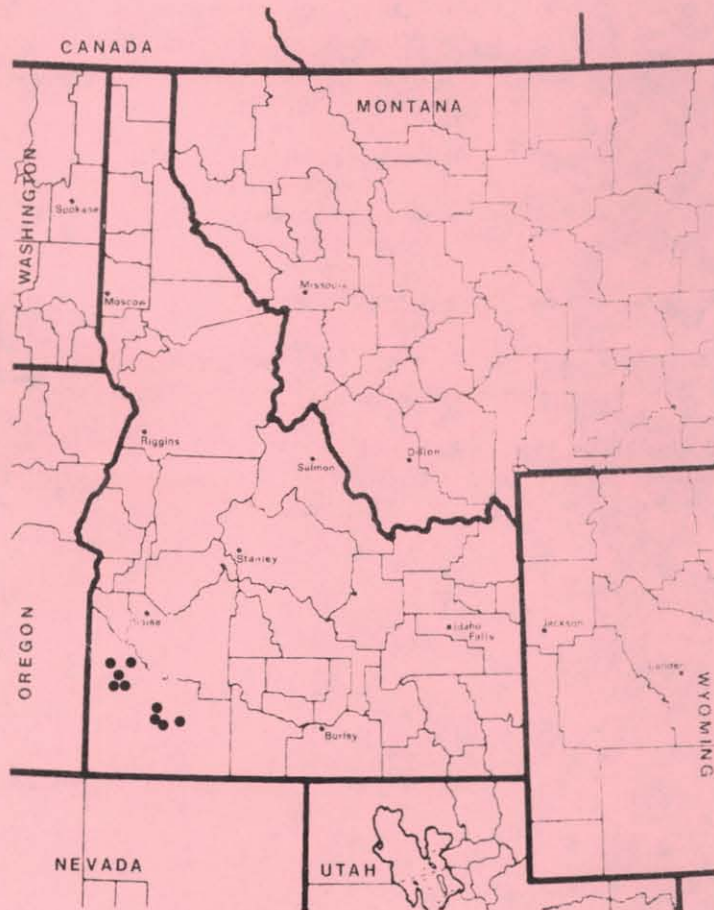 CANADA
MONTANA
WASHINGTON
Spokane
Moscow
Missoula
Riggins
Salmon
Dillon
Stanley
Boise
Idaho
Falls
Jackson
Lander
OREGON
WYOMING
Burley
NEVADA
UTAH